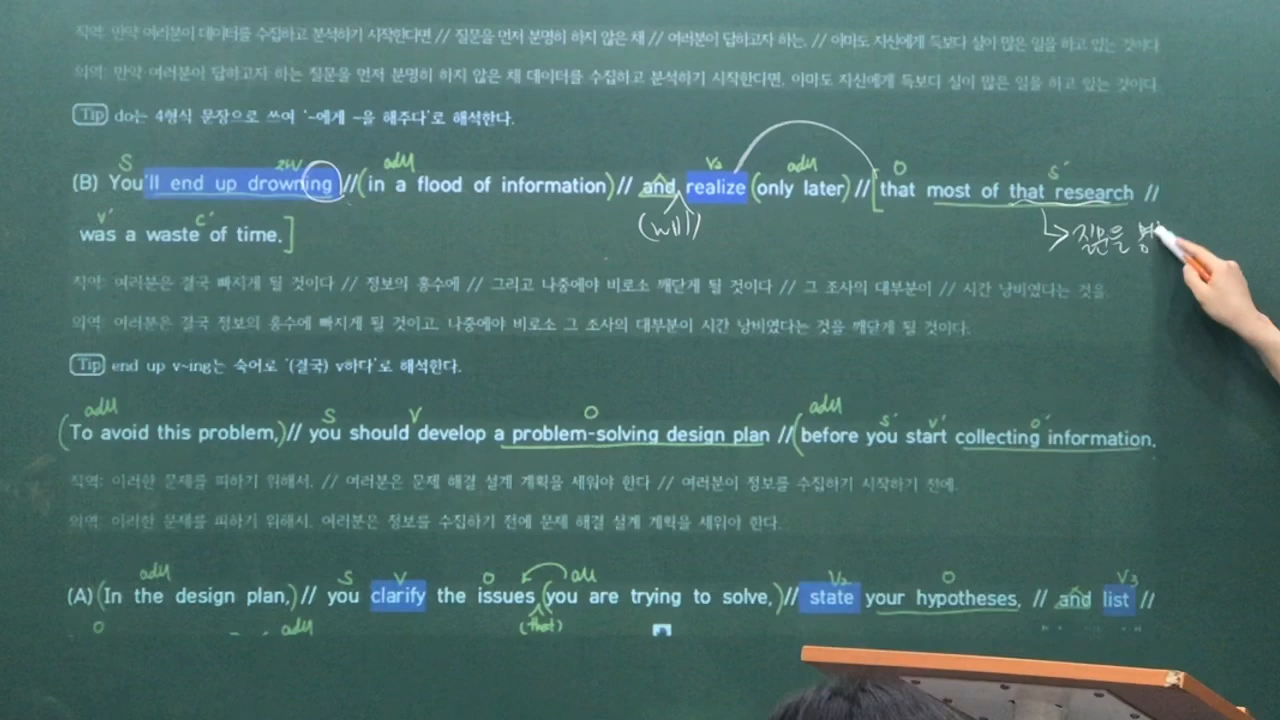 직역: 만약 여러분이 데이터를 수집하고 분석하기 시작한다면 // 질문을 먼저 분명히 하지 않은 채 // 여러분이 답하고자 하는, // 아마도 자신에게 득보다 실이 많은 일을 하고 있는 것이다.
의역: 만약 여러분이 답하고자 하는 질문을 먼저 분명히 하지 않은 채 데이터를 수집하고 분석하기 시작한다면, 아마도 자신에게 득보다 실이 많은 일을 하고 있는 것이다.
Tip do는 4형식 문장으로 쓰여 '~에게 ~을 해주다'로 해석한다.
S adv V₂ adv O S'
(B) You'll end up drowning //(in a flood of information)// and realize (only later) //[that most of that research //
V' C' (will) 질문을
was a waste of time.]
직역: 여러분은 결국 빠지게 될 것이다 // 정보의 홍수에 // 그리고 나중에야 비로소 깨닫게 될 것이다 // 그 조사의 대부분이 // 시간 낭비였다는 것을.
의역: 여러분은 결국 정보의 홍수에 빠지게 될 것이고, 나중에야 비로소 그 조사의 대부분이 시간 낭비였다는 것을 깨닫게 될 것이다.
Tip end up v-ing는 숙어로 '(결국) v하다'로 해석한다.
adv S V O adv S' V' O'
(To avoid this problem,)// you should develop a problem-solving design plan //(before you start collecting information.
직역: 이러한 문제를 피하기 위해서, // 여러분은 문제 해결 설계 계획을 세워야 한다 // 여러분이 정보를 수집하기 시작하기 전에.
의역: 이러한 문제를 피하기 위해서, 여러분은 정보를 수집하기 전에 문제 해결 설계 계획을 세워야 한다.
adv S V O V₂ O V₃
(A) (In the design plan,)// you clarify the issues (you are trying to solve,)// state your hypotheses, // and list //
O adv (that)